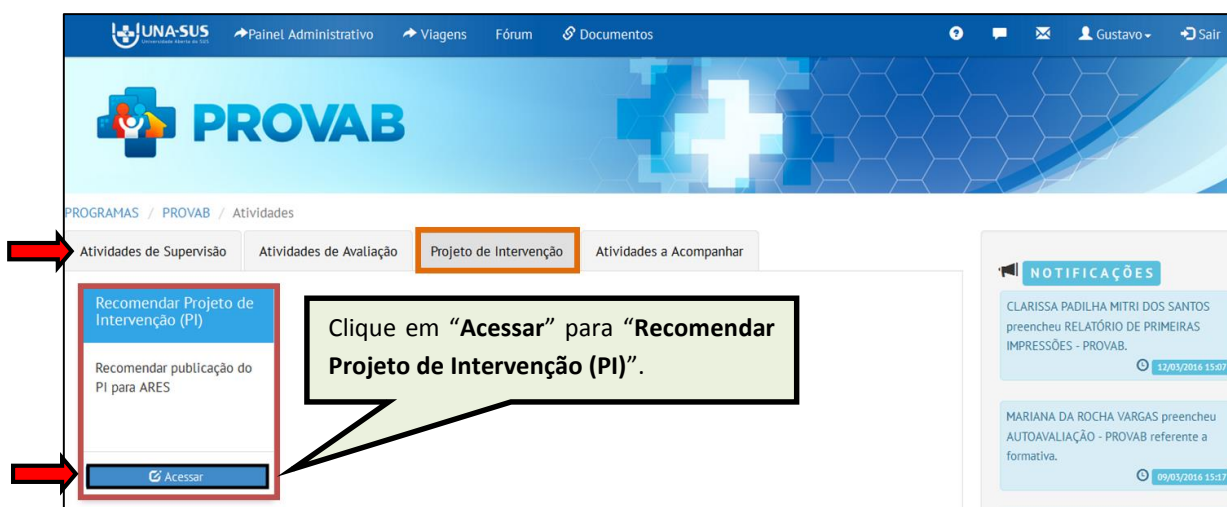 UNA-SUS
Universidade Aberta do SUS
Painel Administrativo
Viagens
Fórum
Documentos
Gustavo
Sair
PROVAB
PROGRAMAS / PROVAB / Atividades
Atividades de Supervisão
Atividades de Avaliação
Projeto de Intervenção
Atividades a Acompanhar
Recomendar Projeto de
Intervenção (PI)
Recomendar publicação do
PI para ARES
Acessar
Clique em “Acessar” para “Recomendar
Projeto de Intervenção (PI)”.
NOTIFICAÇÕES
CLARISSA PADILHA MITRI DOS SANTOS
preencheu RELATÓRIO DE PRIMEIRAS
IMPRESSÕES - PROVAB.
12/03/2016 15:07
MARIANA DA ROCHA VARGAS preencheu
AUTOAVALIAÇÃO - PROVAB referente a
formativa.
09/03/2016 15:17